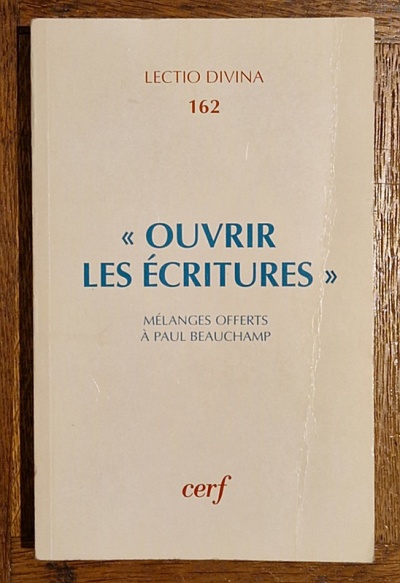 LECTIO DIVINA
162
« OUVRIR
LES ÉCRITURES »
MÉLANGES OFFERTS
À PAUL BEAUCHAMP
cerf